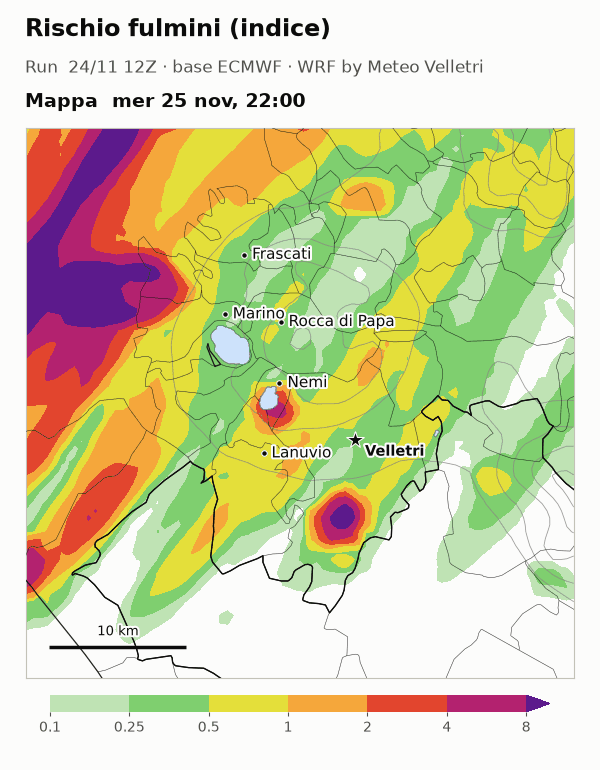 Rischio fulmini (indice)
Run  24/11 12Z · base ECMWF · WRF by Meteo Velletri
Mappa  mer 25 nov, 22:00
Frascati
Marino
Rocca di Papa
Nemi
Velletri
Lanuvio
10 km
0.1 0.25 0.5 1 2 4 8